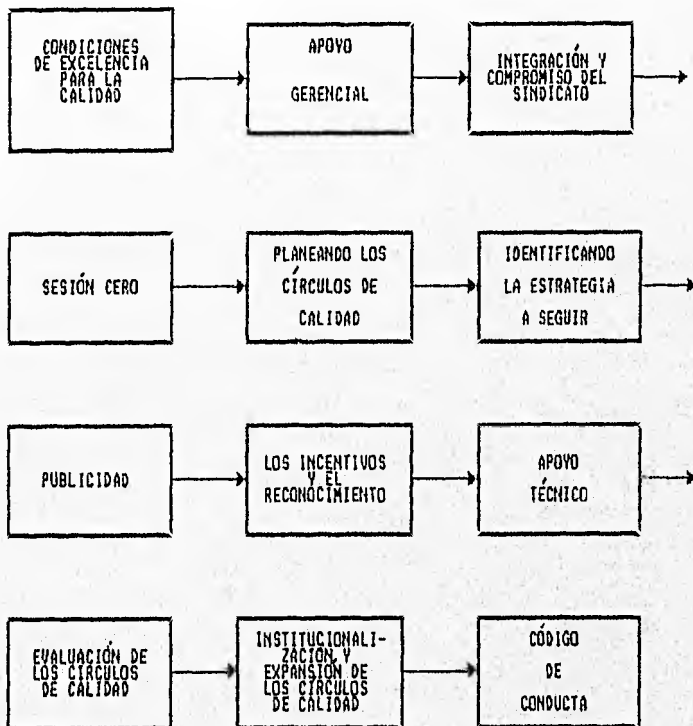 CONDICIONES
DE EXCELENCIA
PARA LA
CALIDAD
APOYO
GERENCIAL
INTEGRACIÓN Y
COMPROMISO DEL
SINDICATO
SESIÓN CERO
PLANEANDO LOS
CÍRCULOS DE
CALIDAD
IDENTIFICANDO
LA ESTRATEGIA
A SEGUIR
PUBLICIDAD
LOS INCENTIVOS
Y EL
RECONOCIMIENTO
APOYO
TÉCNICO
EVALUACIÓN DE
LOS CÍRCULOS
DE CALIDAD
INSTITUCIONALI-
ZACIÓN Y
EXPANSIÓN DE
LOS CÍRCULOS
DE CALIDAD
CÓDIGO
DE
CONDUCTA